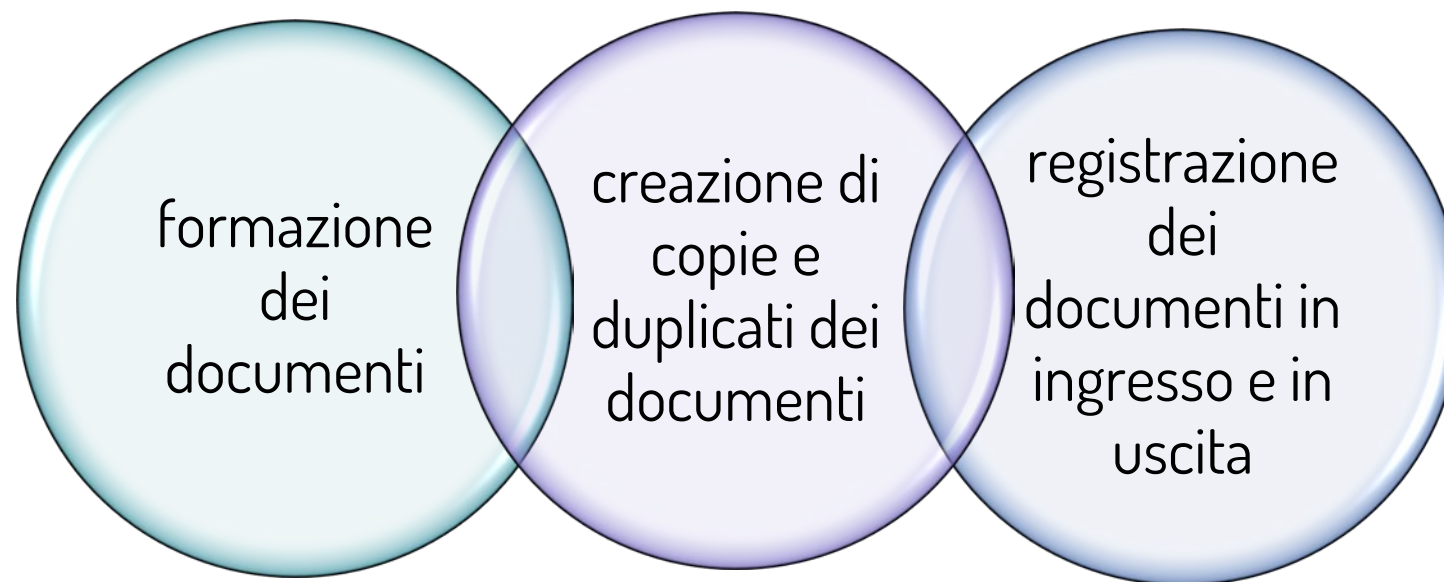 formazione
dei
documenti
creazione di
copie e
duplicati dei
documenti
registrazione
dei
documenti in
ingresso e in
uscita